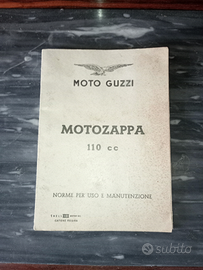 MOTO GUZZI
MOTOZAPPA
110 cc
NORME PER USO E MANUTENZIONE
subito